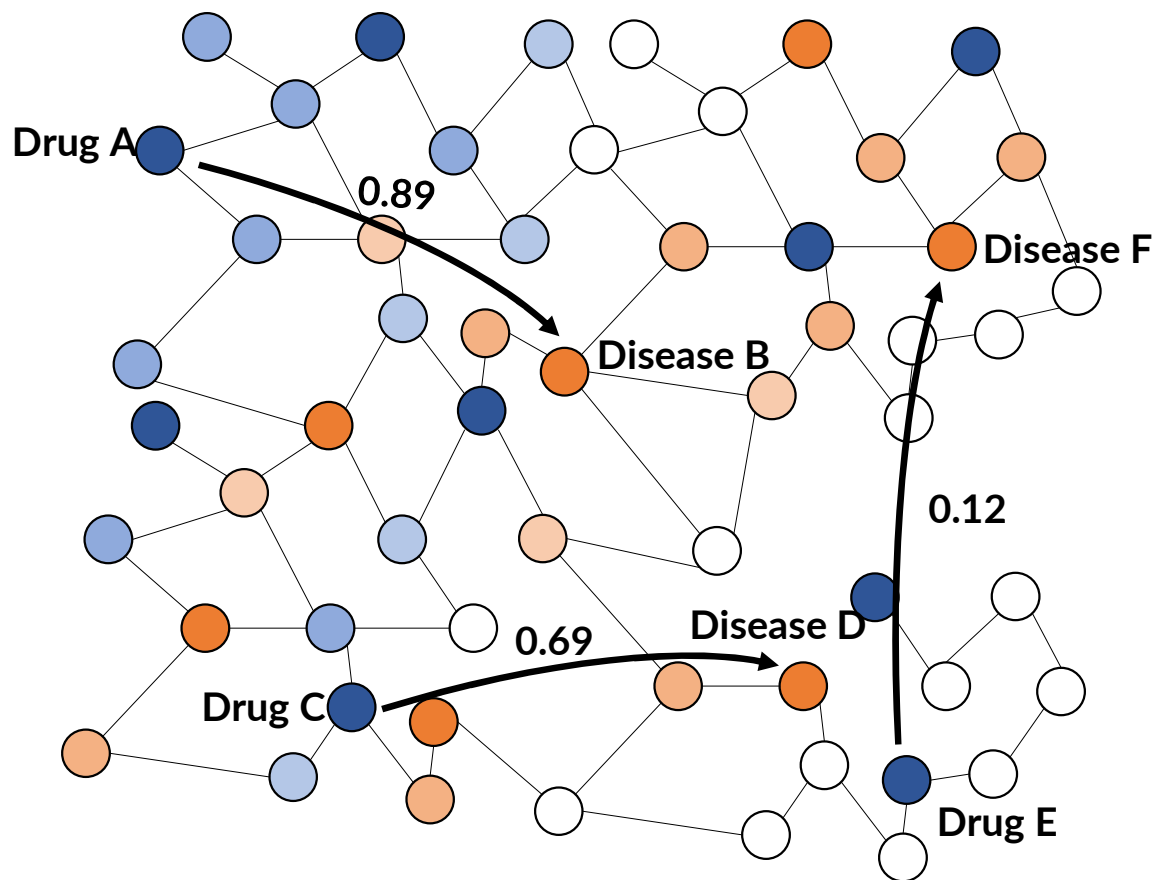 Drug A
0.89
Disease F
Disease B
0.12
Disease D
0.69
Drug C
Drug E